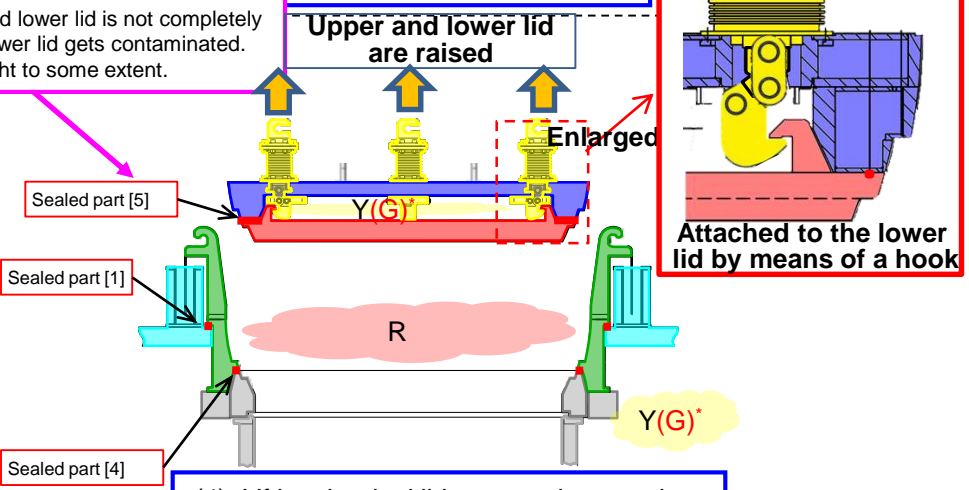 d lower lid is not completely
wer lid gets contaminated.
ht to some extent.
Upper and lower lid
are raised
Enlarged
Sealed part [5]
Y(G)*
Attached to the lower
lid by means of a hook
Sealed part [1]
R
Y(G)*
Sealed part [4]